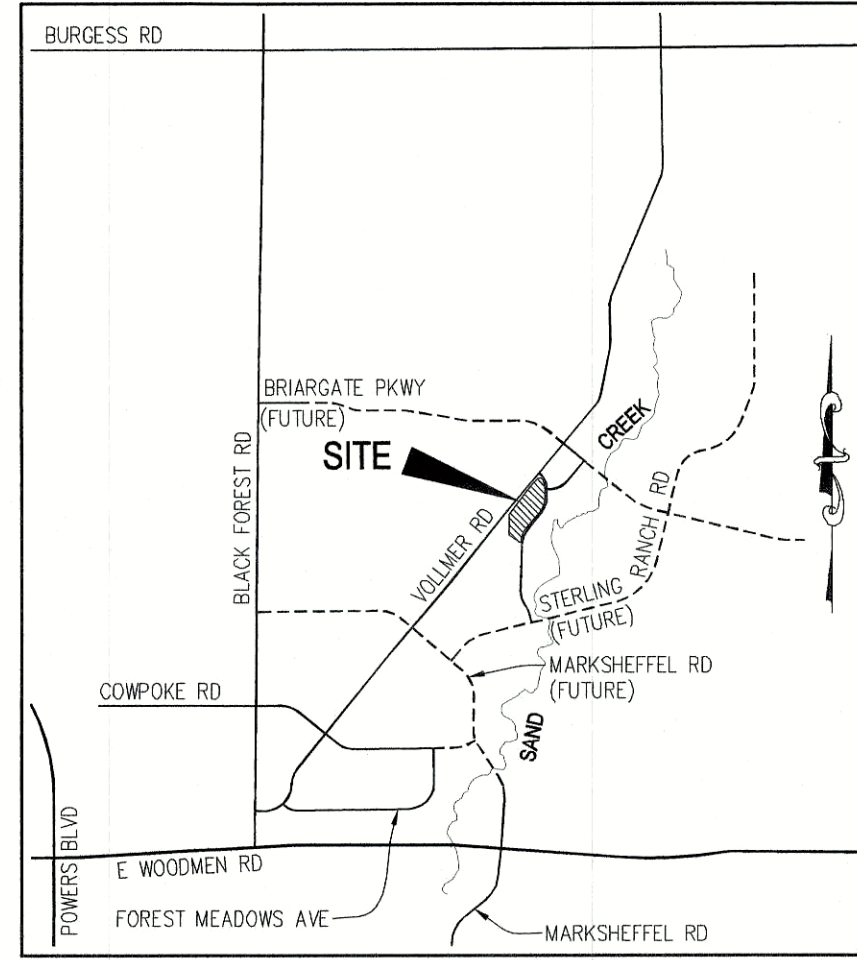 BURGESS RD
BRIARGATE PKWY
(FUTURE)
SITE
CREEK
BLACK FOREST RD
VOLLMER RD
RANCH RD
STERLING
(FUTURE)
MARKSHEFFEL RD
(FUTURE)
COWPOKE RD
SAND
POWERS BLVD
E WOODMEN RD
FOREST MEADOWS AVE
MARKSHEFFEL RD